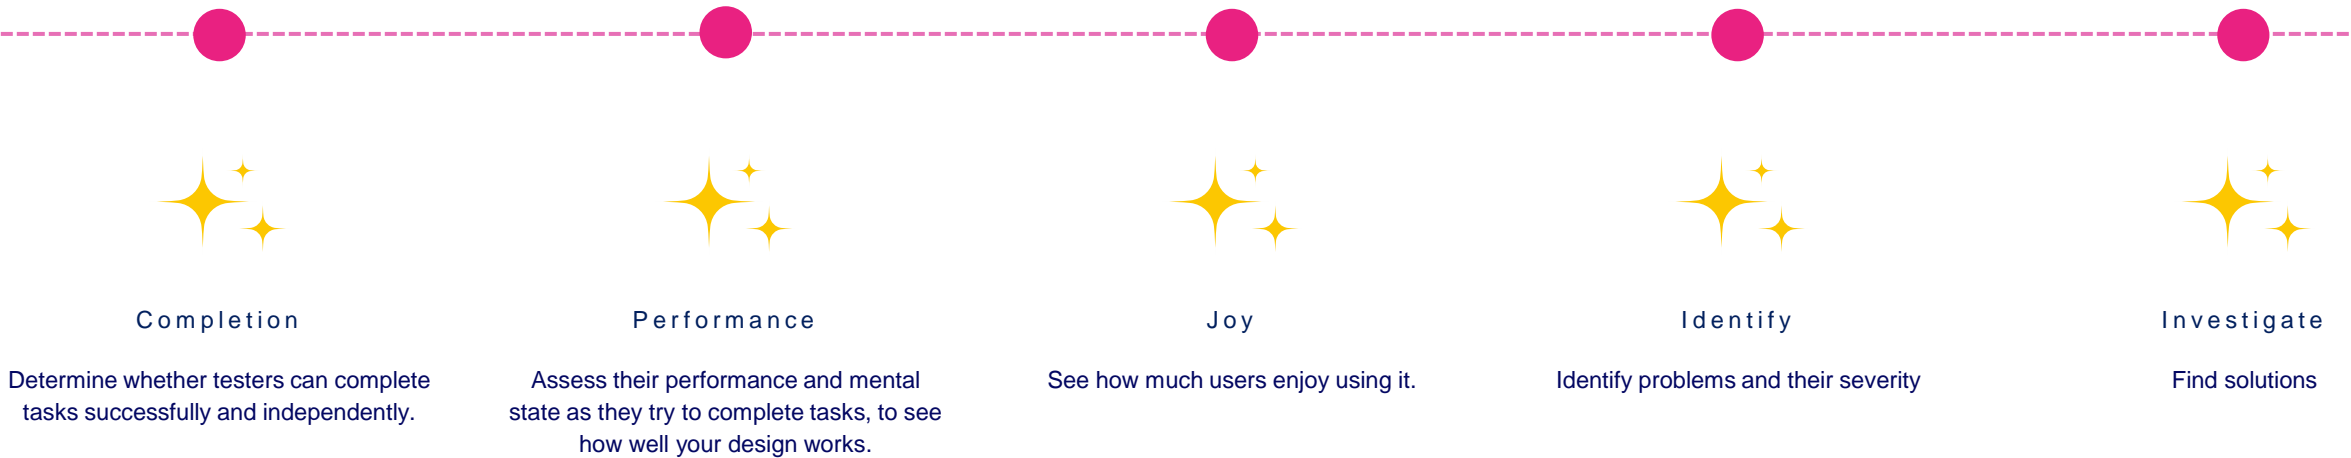 Completion
Determine whether testers can complete
tasks successfully and independently.
Performance
Assess their performance and mental
state as they try to complete tasks, to see
how well your design works.
Joy
See how much users enjoy using it.
Identify
Identify problems and their severity
Investigate
Find solutions